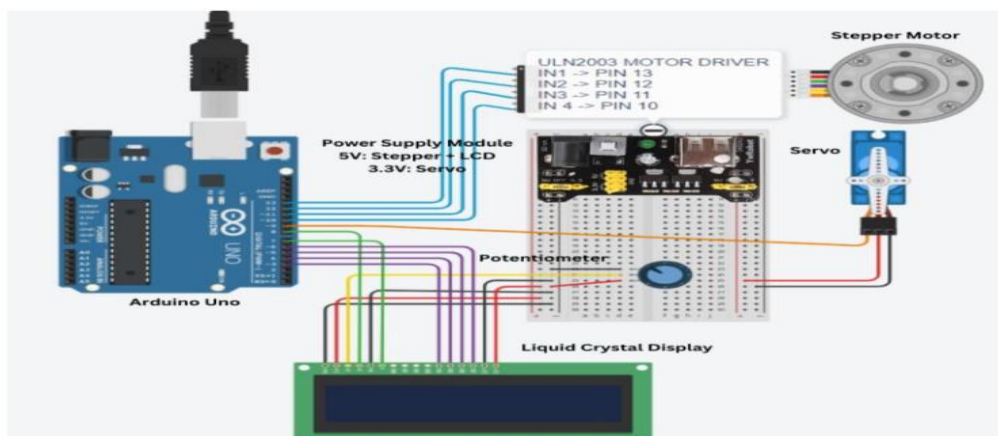 Stepper Motor
ULN2003 MOTOR DRIVER
IN1 -> PIN 13
IN2 -> PIN 12
IN3 -> PIN 11
IN 4 -> PIN 10
Power Supply Module
5V: Stepper + LCD
3.3V: Servo
Servo
ARDUINO
UNO
Potentiometer
Arduino Uno
Liquid Crystal Display